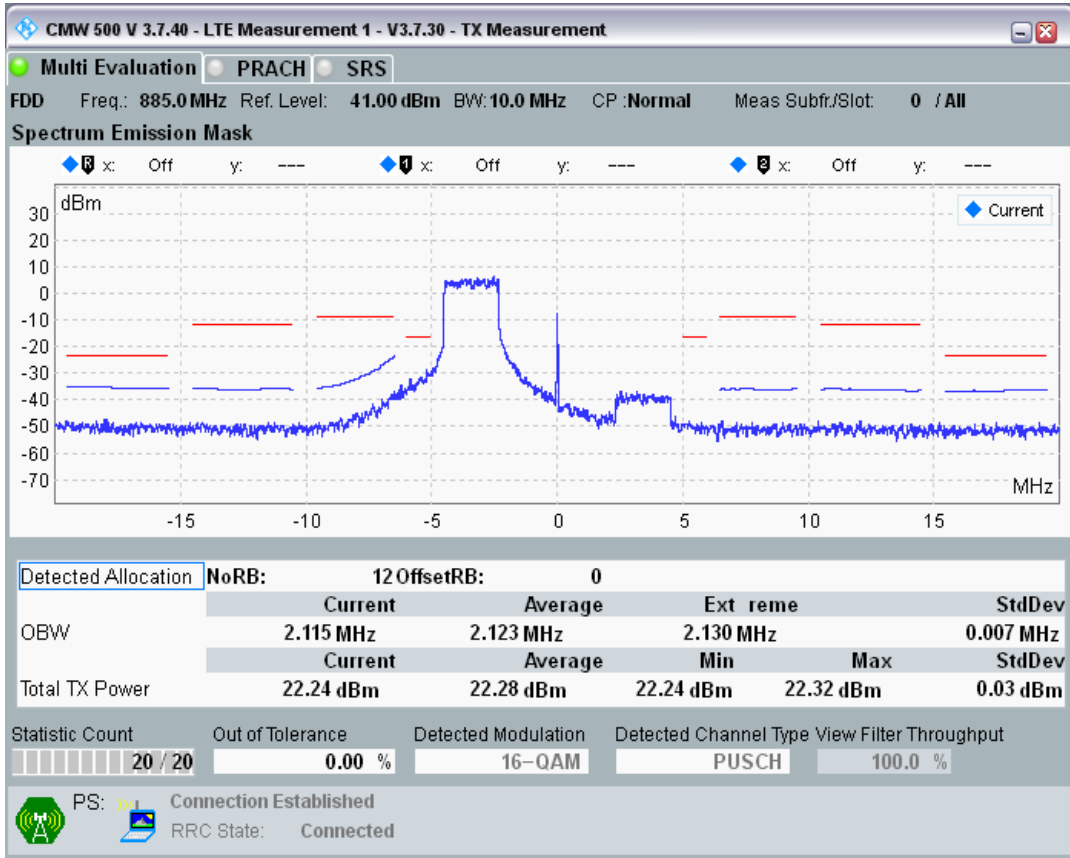 CMW 500 V 3.7.40 - LTE Measurement 1 - V3.7.30 - TX Measurement
Multi Evaluation PRACH SRS
FDD Freq.: 885.0 MHz Ref. Level: 41.00 dBm BW: 10.0 MHz CP :Normal Meas Subfr./Slot: 0 / All
Spectrum Emission Mask
R x: Off y: --- 1 x: Off y: --- 2 x: Off y: ---
dBm
Current
30
20
10
0
-10
-20
-30
-40
-50
-60
-70
MHz
-15 -10 -5 0 5 10 15
Detected Allocation NoRB: 12 OffsetRB: 0
Current Average Ext reme StdDev
OBW 2.115 MHz 2.123 MHz 2.130 MHz 0.007 MHz
Current Average Min Max StdDev
Total TX Power 22.24 dBm 22.28 dBm 22.24 dBm 22.32 dBm 0.03 dBm
Statistic Count Out of Tolerance Detected Modulation Detected Channel Type View Filter Throughput
20 / 20 0.00 % 16-QAM PUSCH 100.0 %
PS: Connection Established
RRC State: Connected